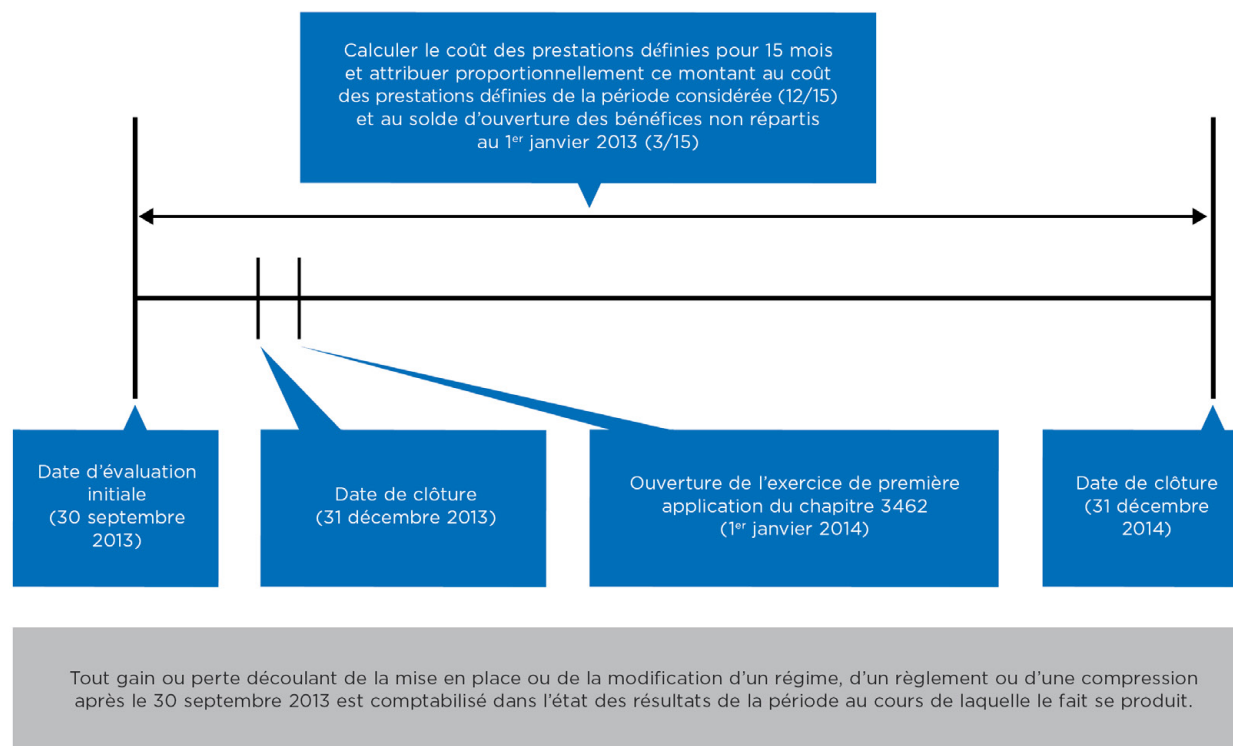 Calculer le coût des prestations définies pour 15 mois
et attribuer proportionnellement ce montant au coût
des prestations définies de la période considérée (12/15)
et au solde d'ouverture des bénéfices non répartis
au 1er janvier 2013 (3/15)
Date d'évaluation
initiale
(30 septembre
2013)
Date de clôture
(31 décembre 2013)
Ouverture de l'exercice de première
application du chapitre 3462
(1er janvier 2014)
Date de clôture
(31 décembre
2014)
Tout gain ou perte découlant de la mise en place ou de la modification d'un régime, d'un règlement ou d'une compression
après le 30 septembre 2013 est comptabilisé dans l'état des résultats de la période au cours de laquelle le fait se produit.